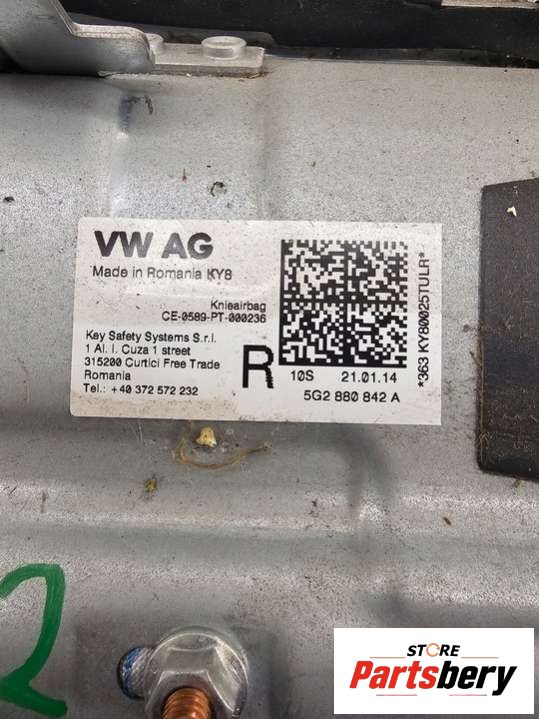 VW AG
Made in Romania KY8
Knieairbag
CE-0589-PT-000236
Key Safety Systems S.r.l.
1 Al. I. Cuza 1 street
315200 Curtici Free Trade
Romania
Tel.: +40 372 572 232
R
10S 21.01.14
5G2 880 842 A
*363 KY80025TULR*
2
STORE
Partsbery